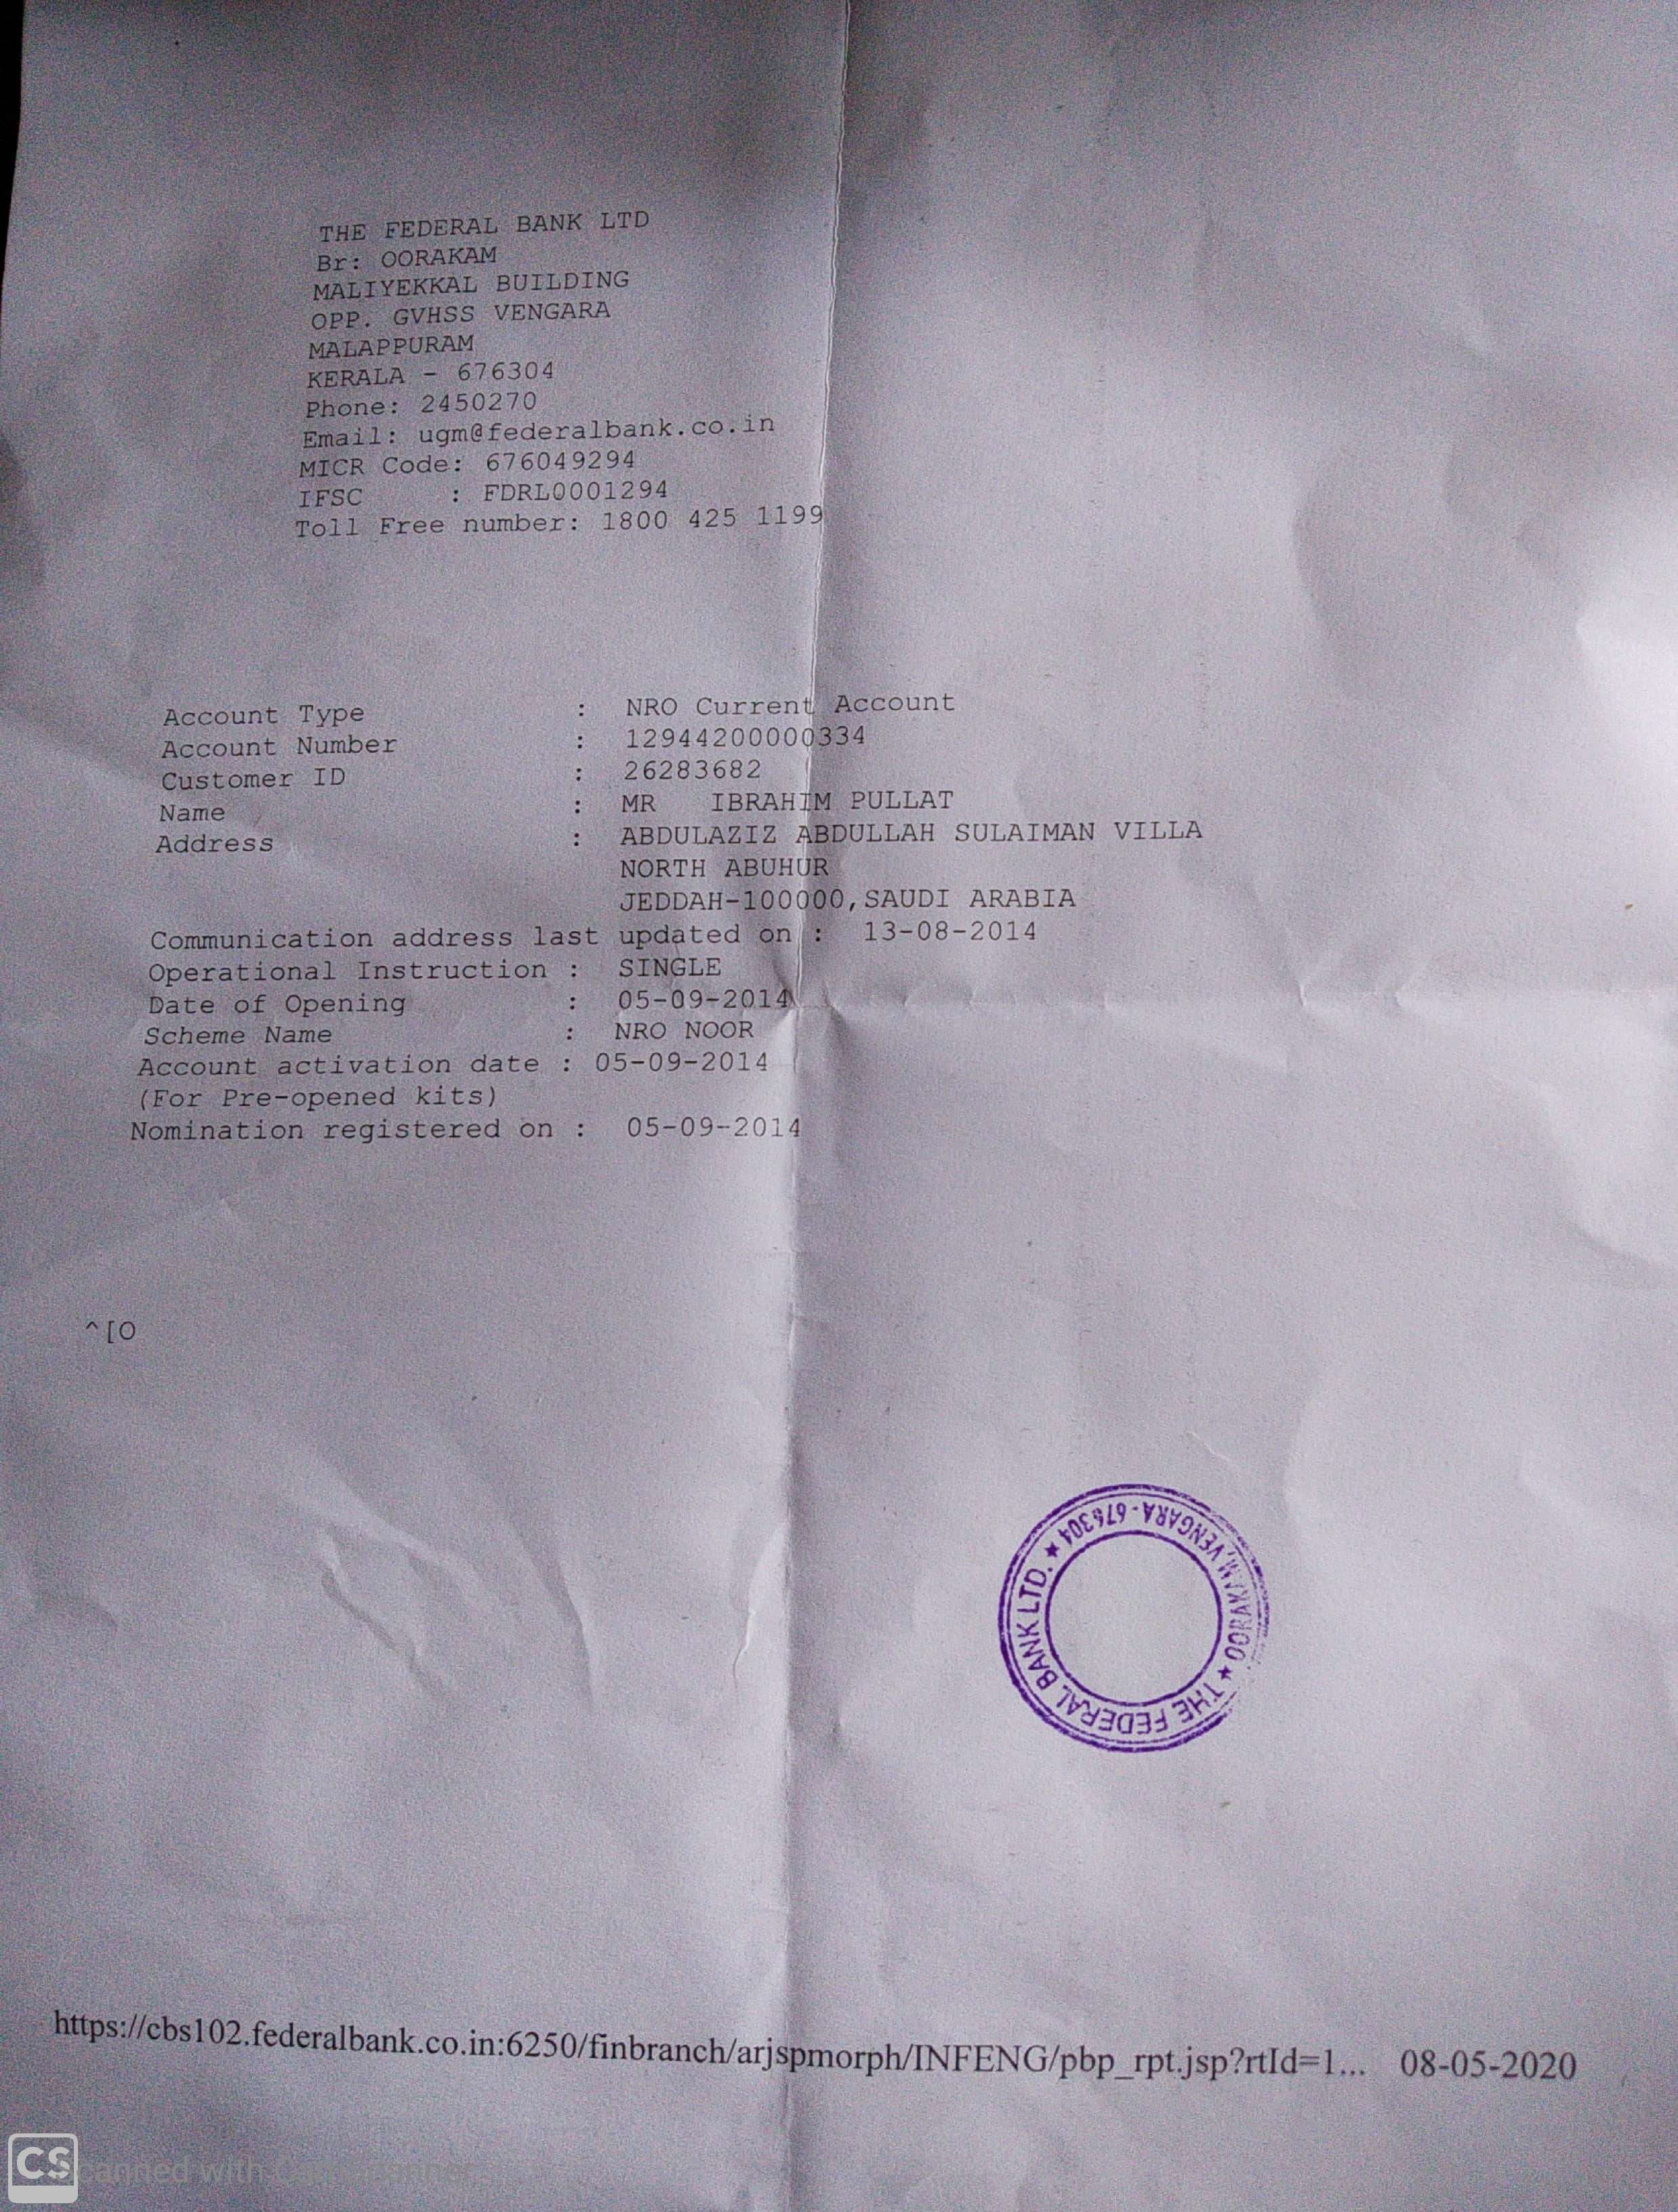 THE FEDERAL BANK LTD
Br: OORAKAM
MALIYEKKAL BUILDING
OPP. GVHSS VENGARA
MALAPPURAM
KERALA - 676304
Phone: 2450270
Email: ugm@federalbank.co.in
MICR Code: 676049294
IFSC : FDRL0001294
Toll Free number: 1800 425 1199
Account Type : NRO Current Account
Account Number : 12944200000334
Customer ID : 26283682
Name : MR IBRAHIM PULLAT
Address : ABDULAZIZ ABDULLAH SULAIMAN VILLA
NORTH ABUHUR
JEDDAH-100000,SAUDI ARABIA
Communication address last updated on : 13-08-2014
Operational Instruction : SINGLE
Date of Opening : 05-09-2014
Scheme Name : NRO NOOR
Account activation date : 05-09-2014
(For Pre-opened kits)
Nomination registered on : 05-09-2014
^[O
★ THE FEDERAL BANK LTD. ★
OORAKAM, VENGARA - 676304
https://cbs102.federalbank.co.in:6250/finbranch/arjspmorph/INFENG/pbp_rpt.jsp?rtId=1... 08-05-2020
CS Scanned with CamScanner